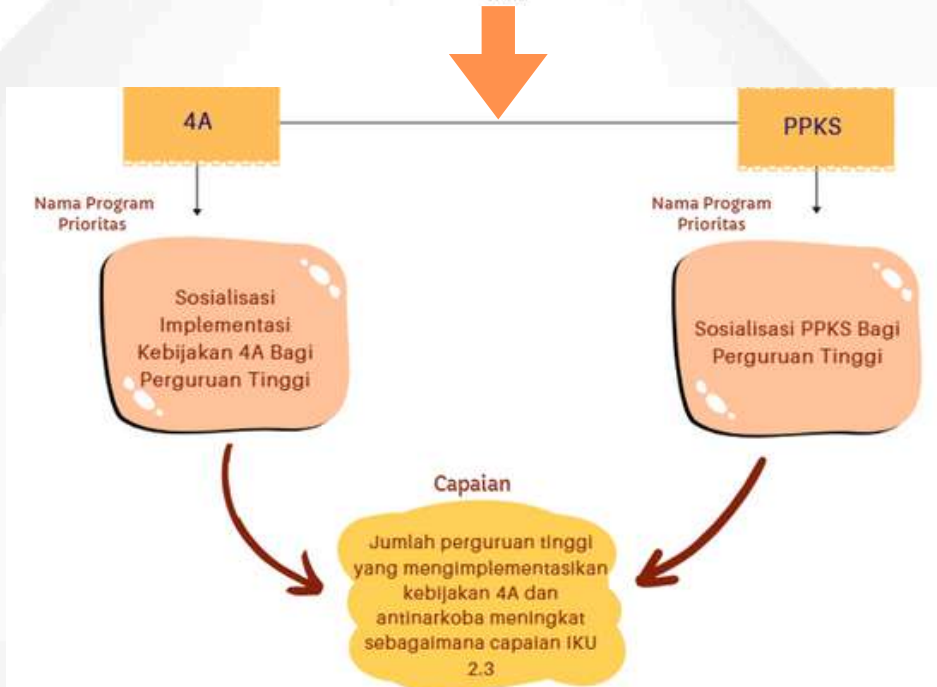 4A
PPKS
Nama Program
Prioritas
Nama Program
Prioritas
Sosialisasi
Implementasi
Kebijakan 4A Bagi
Perguruan Tinggi
Sosialisasi PPKS Bagi
Perguruan Tinggi
Capaian
Jumlah perguruan tinggi
yang mengimplementasikan
kebijakan 4A dan
antinarkoba meningkat
sebagaimana capaian IKU
2.3